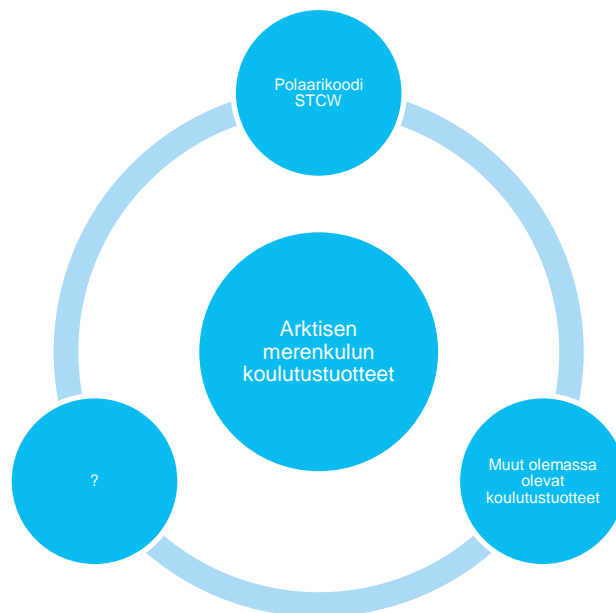 Polaarikoodi
STCW
Arktisen
merenkulun
koulutustuotteet
?
Muut olemassa
olevat
koulutustuotteet